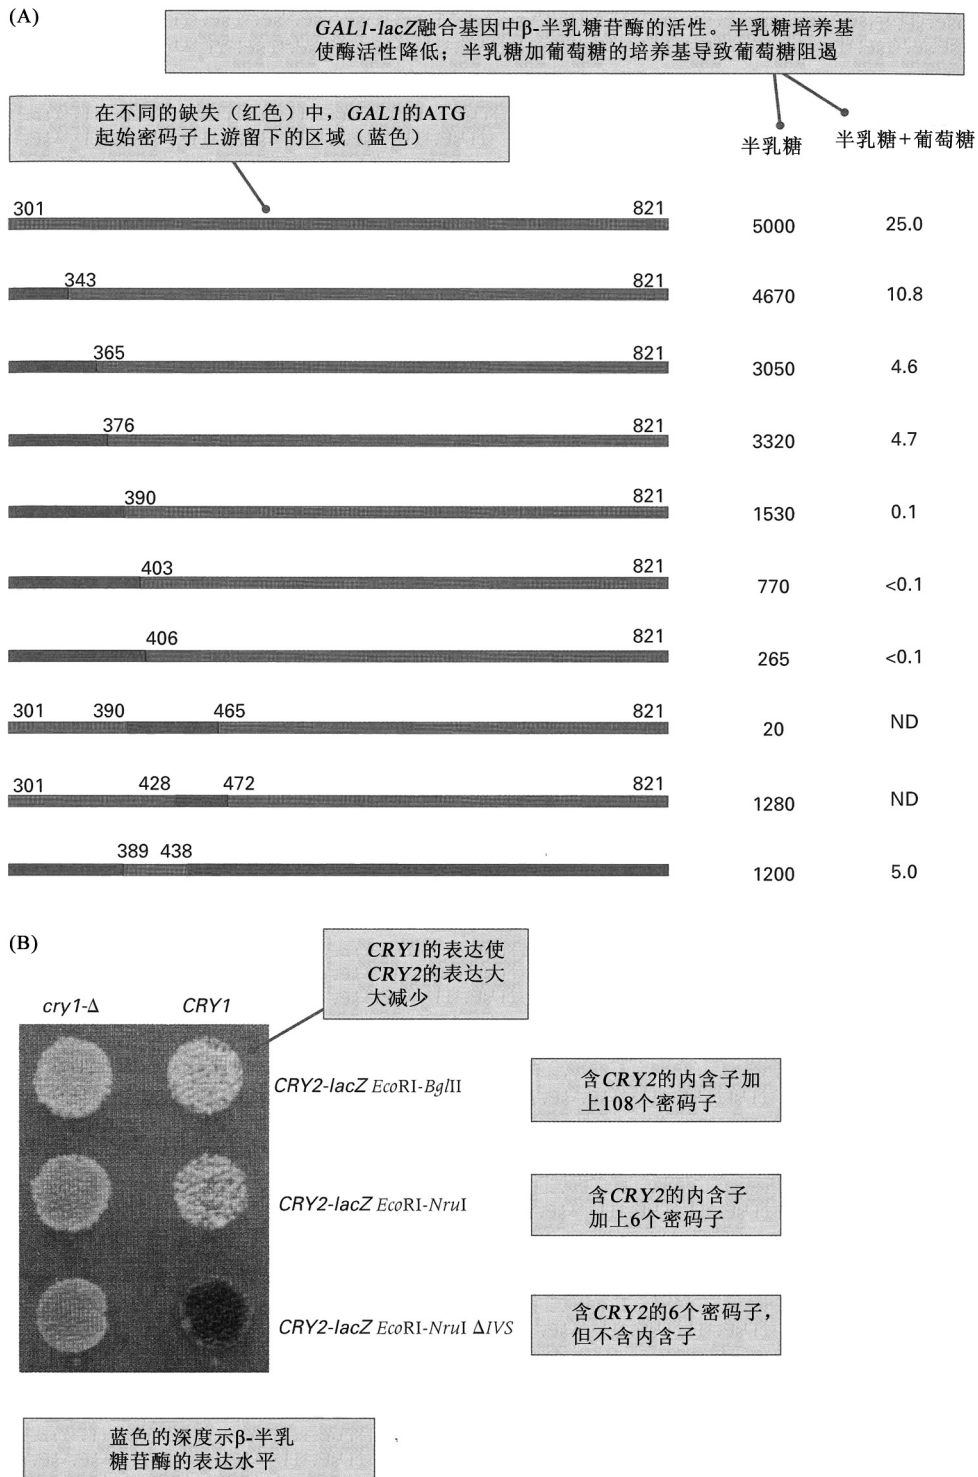 (A)
GAL1-lacZ融合基因中β-半乳糖苷酶的活性。半乳糖培养基
使酶活性降低；半乳糖加葡萄糖的培养基导致葡萄糖阻遏
在不同的缺失（红色）中，GAL1的ATG
起始密码子上游留下的区域（蓝色）
半乳糖 半乳糖+葡萄糖
301 821 5000 25.0
343 821 4670 10.8
365 821 3050 4.6
376 821 3320 4.7
390 821 1530 0.1
403 821 770 <0.1
406 821 265 <0.1
301 390 465 821 20 ND
301 428 472 821 1280 ND
389 438 1200 5.0
(B)
CRY1的表达使
CRY2的表达大
大减少
cry1-Δ CRY1
CRY2-lacZ EcoRI-BglII
含CRY2的内含子加
上108个密码子
CRY2-lacZ EcoRI-NruI
含CRY2的内含子
加上6个密码子
CRY2-lacZ EcoRI-NruI ΔIVS
含CRY2的6个密码子，
但不含内含子
蓝色的深度示β-半乳
糖苷酶的表达水平